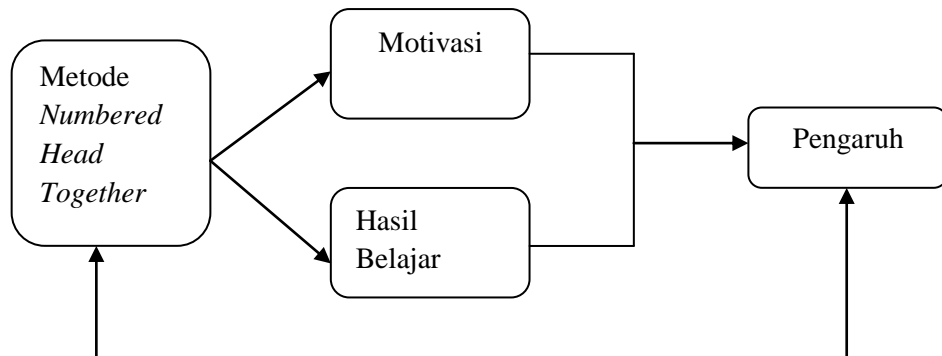 Metode
Numbered
Head
Together
Motivasi
Hasil
Belajar
Pengaruh